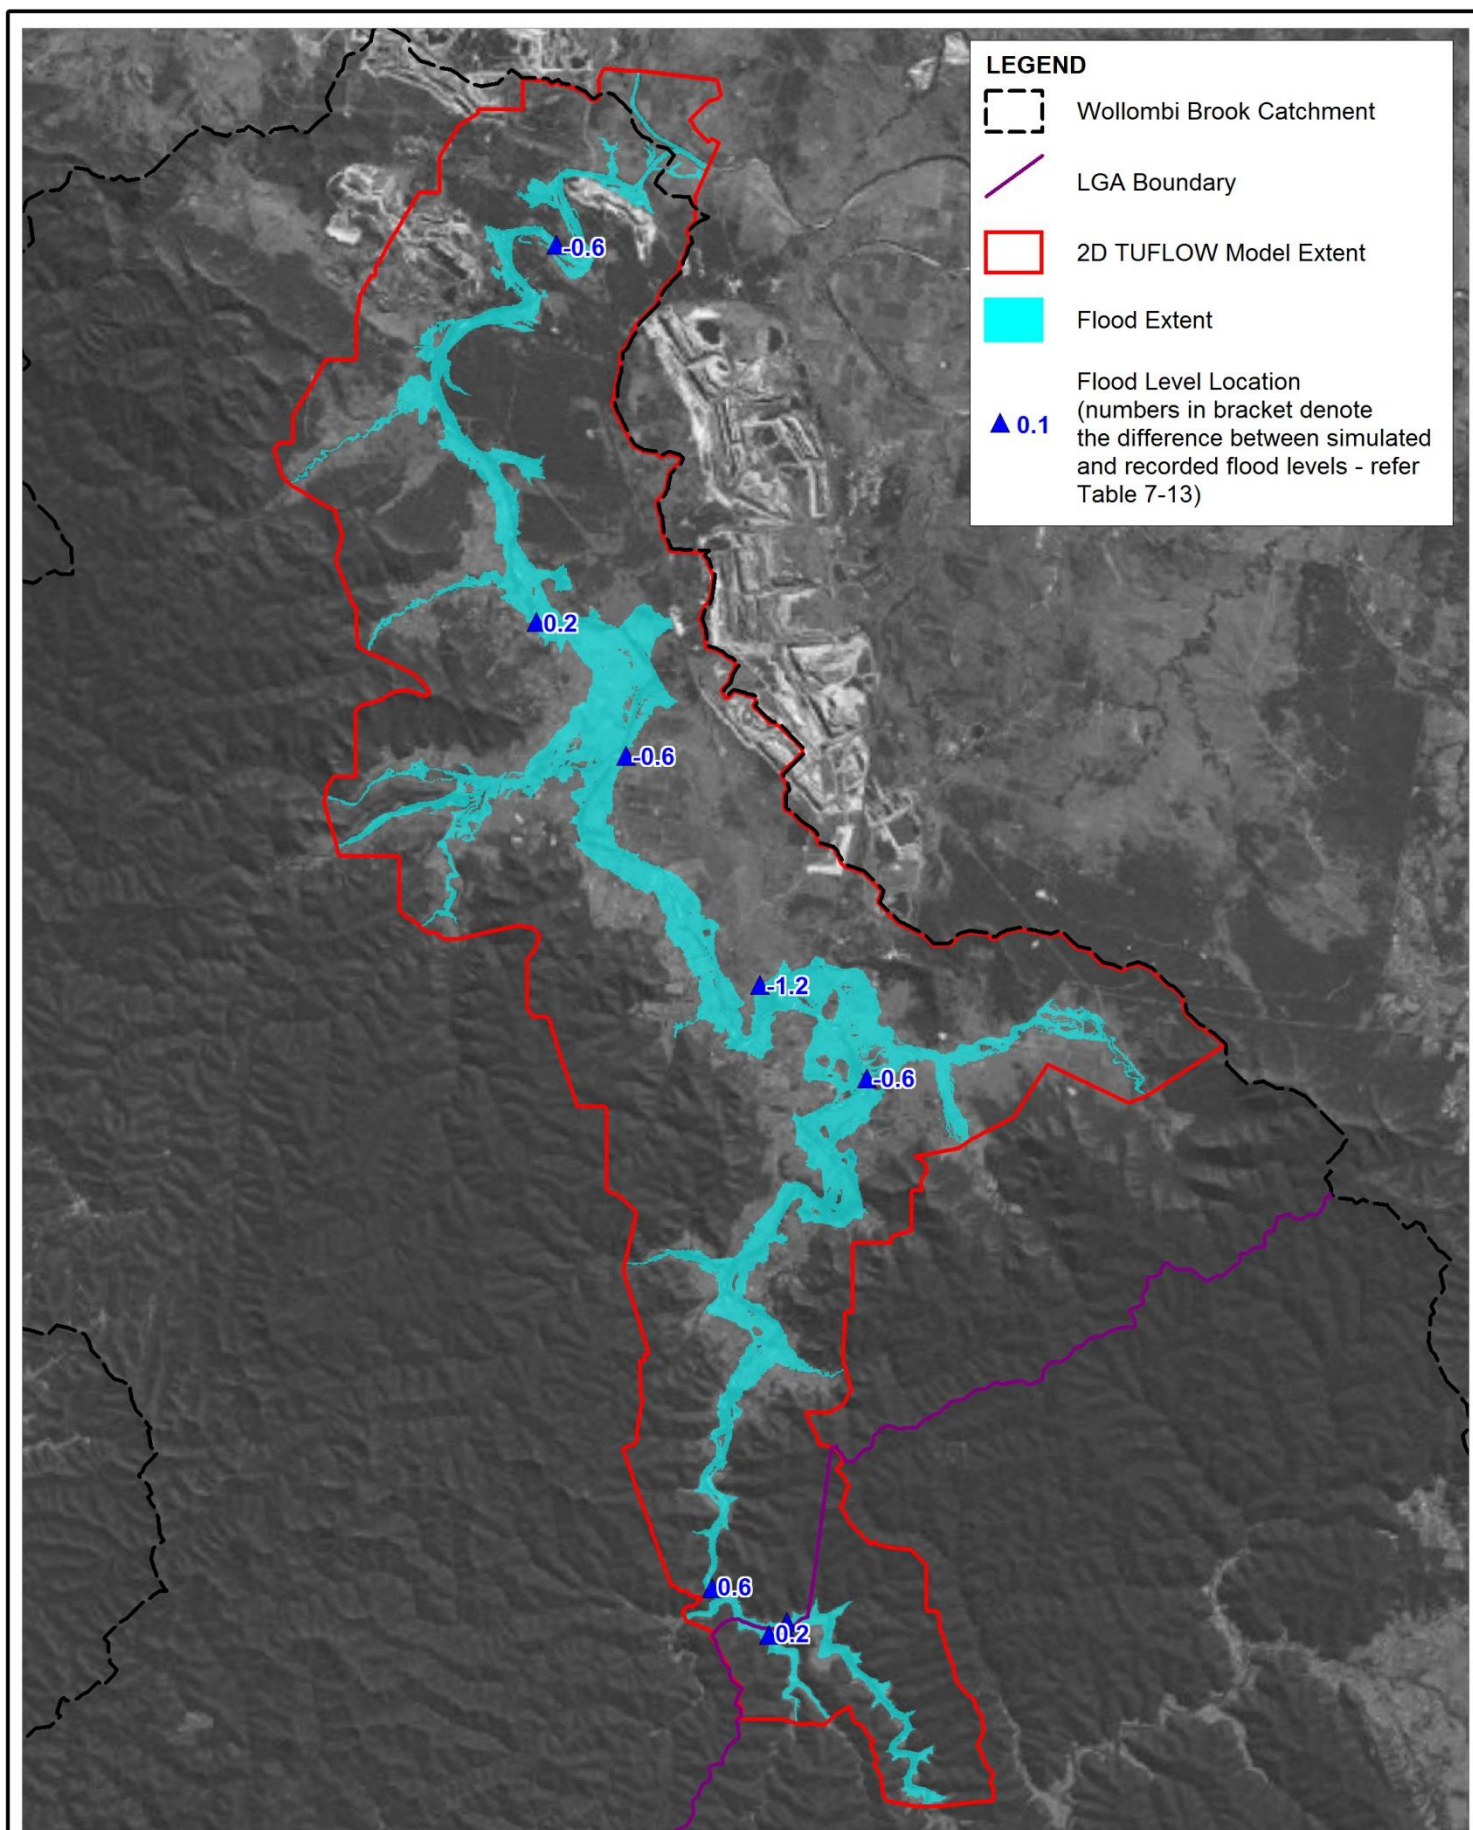 LEGEND
Wollombi Brook Catchment
LGA Boundary
2D TUFLOW Model Extent
Flood Extent
Flood Level Location
(numbers in bracket denote
the difference between simulated
and recorded flood levels - refer
Table 7-13)
0.1
-0.6
0.2
-0.6
-1.2
-0.6
0.6
0.2